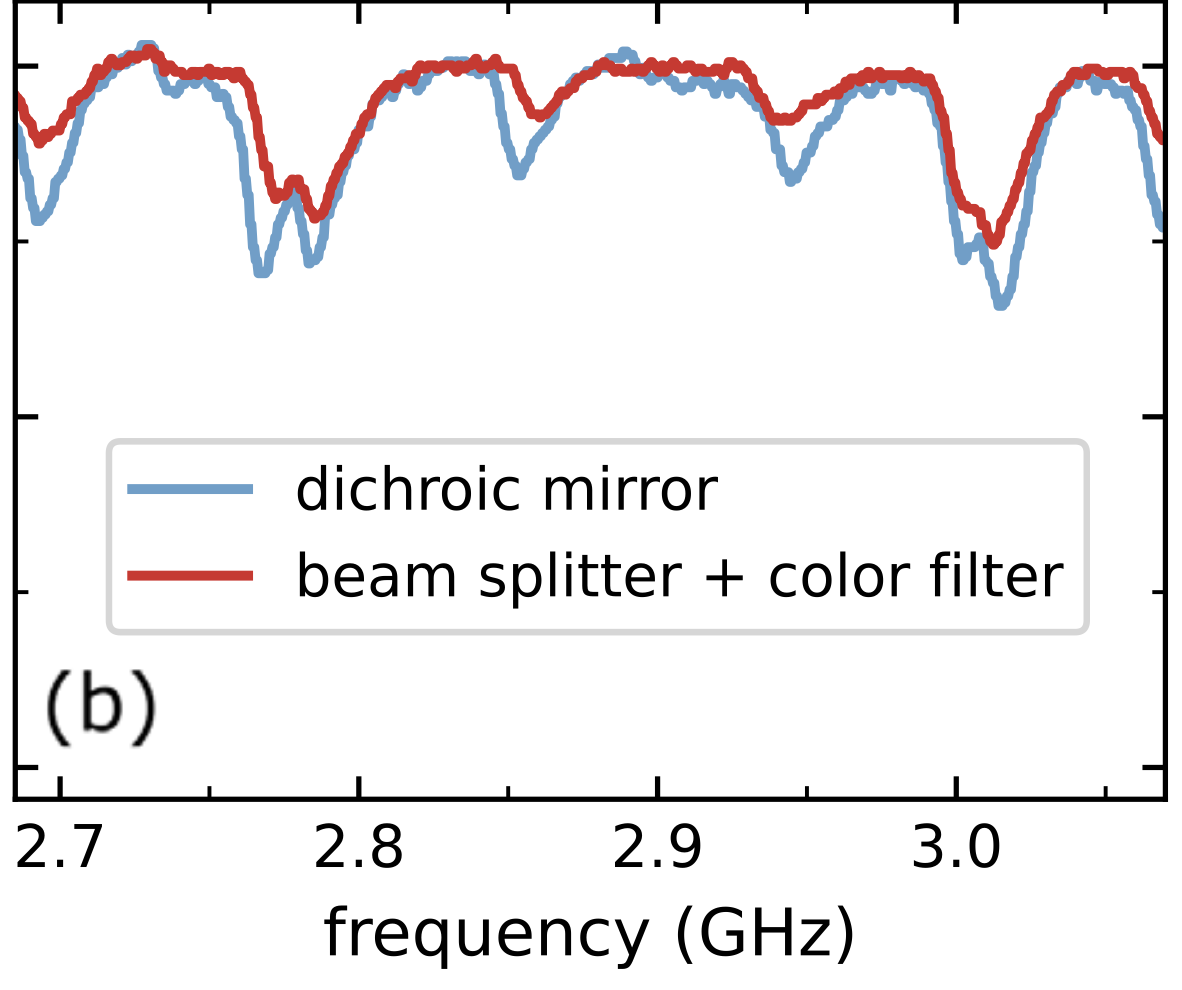 dichroic mirror
beam splitter + color filter
(b)
2.7 2.8 2.9 3.0
frequency (GHz)